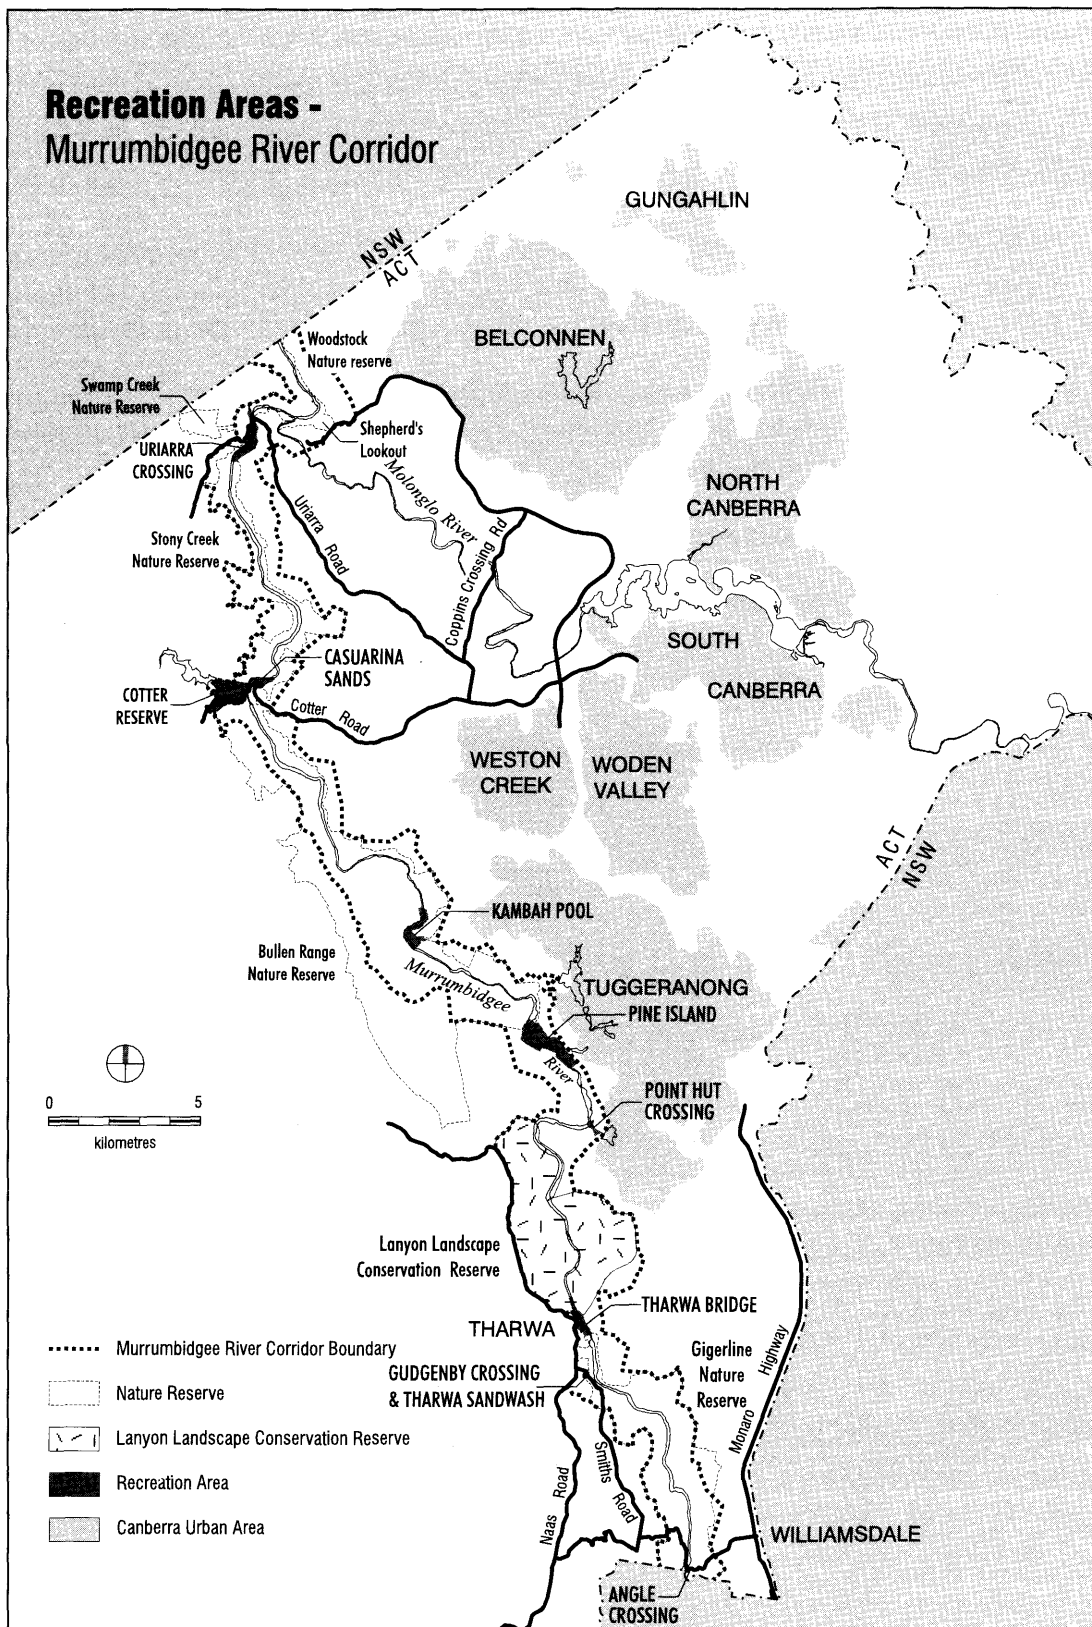 Recreation Areas -
Murrumbidgee River Corridor
GUNGAHLIN
NSW
ACT
BELCONNEN
Woodstock
Nature reserve
Swamp Creek
Nature Reserve
Shepherd's
Lookout
URIARRA
CROSSING
Molonglo River
NORTH
CANBERRA
Uriarra Road
Coppins Crossing Rd
Stony Creek
Nature Reserve
SOUTH
CANBERRA
CASUARINA
SANDS
COTTER
RESERVE
Cotter Road
WESTON
CREEK
WODEN
VALLEY
ACT
NSW
KAMBAH POOL
Bullen Range
Nature Reserve
Murrumbidgee
River
TUGGERANONG
PINE ISLAND
POINT HUT
CROSSING
0 5
kilometres
Lanyon Landscape
Conservation Reserve
THARWA BRIDGE
THARWA
Gigerline
Nature
Reserve
Monaro Highway
GUDGENBY CROSSING
& THARWA SANDWASH
Naas Road
Smiths Road
WILLIAMSDALE
ANGLE
CROSSING
Murrumbidgee River Corridor Boundary
Nature Reserve
Lanyon Landscape Conservation Reserve
Recreation Area
Canberra Urban Area